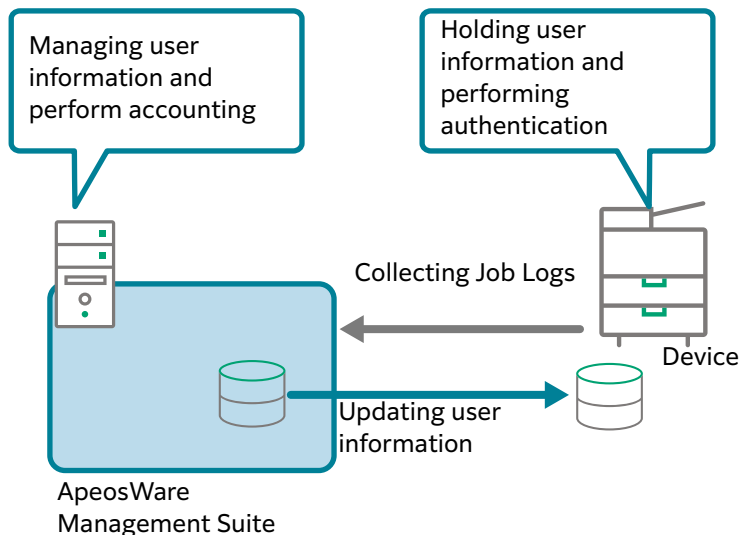 Managing user
information and
perform accounting
Holding user
information and
performing
authentication
Collecting Job Logs
Device
Updating user
information
ApeosWare
Management Suite